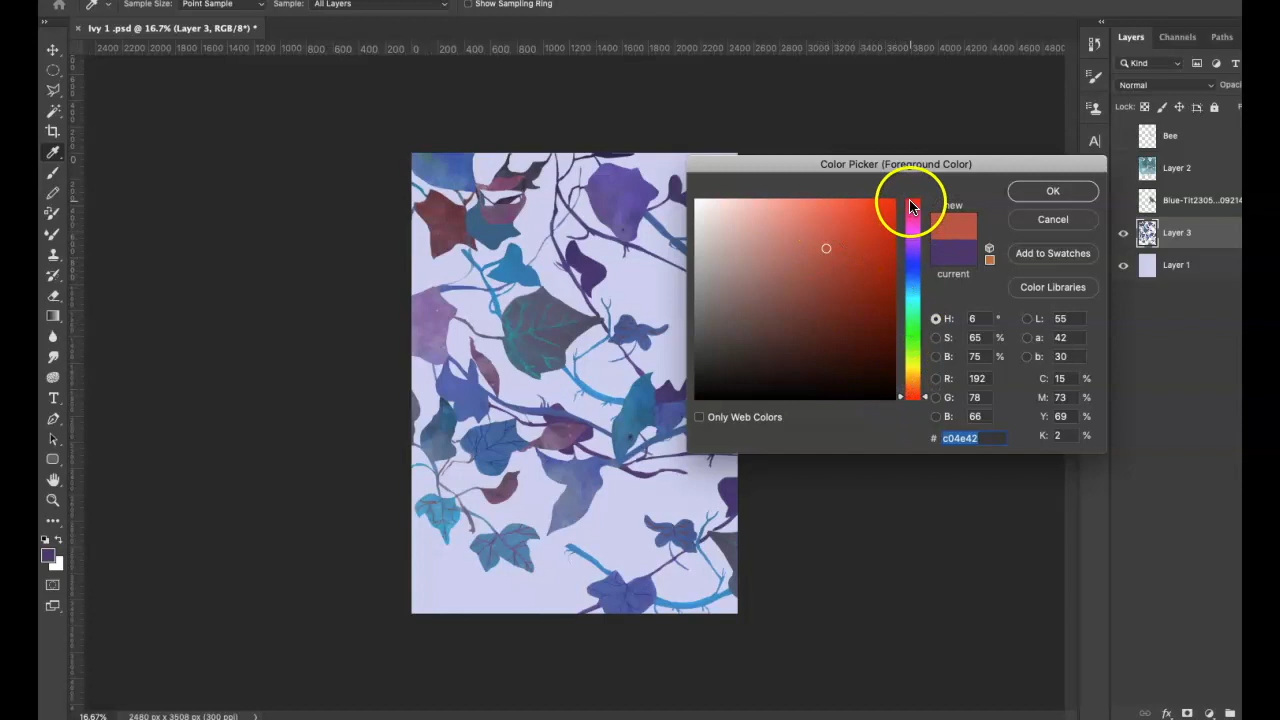 Sample Size: Point Sample Sample: All Layers Show Sampling Ring
× Ivy 1 .psd @ 16.7% (Layer 3, RGB/8*) *
2400 2200 2000 1800 1600 1400 1200 1000 800 600 400 200 0 200 400 600 800 1000 1200 1400 1600 1800 2000 2200 2400 2600 2800 3000 3200 3400 3600 3800 4000 4200 4400 4600 4800
Layers Channels Paths
Kind
Normal Opac
Lock:
Bee
Layer 2
Blue-Tit2305...09214
Layer 3
Layer 1
Color Picker (Foreground Color)
new
current
OK
Cancel
Add to Swatches
Color Libraries
H: 6 ° L: 55
S: 65 % a: 42
B: 75 % b: 30
R: 192 C: 15 %
G: 78 M: 73 %
B: 66 Y: 69 %
# c04e42 K: 2 %
Only Web Colors
16.67% 2480 px x 3508 px (300 ppi)